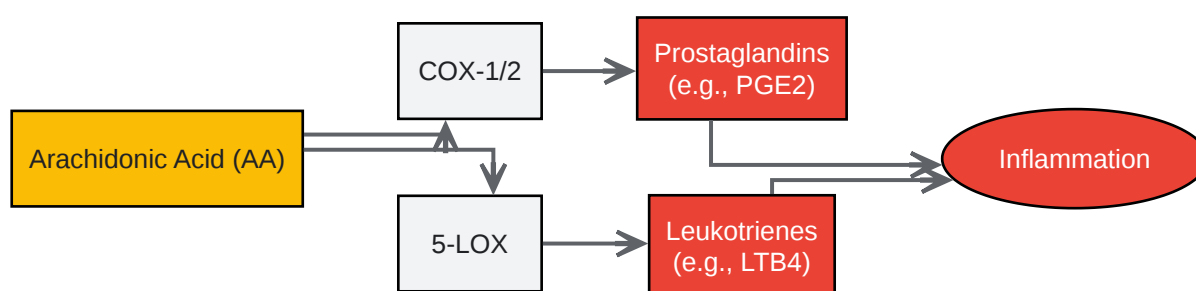 Arachidonic Acid (AA)
COX-1/2
Prostaglandins
(e.g., PGE2)
5-LOX
Leukotrienes
(e.g., LTB4)
Inflammation